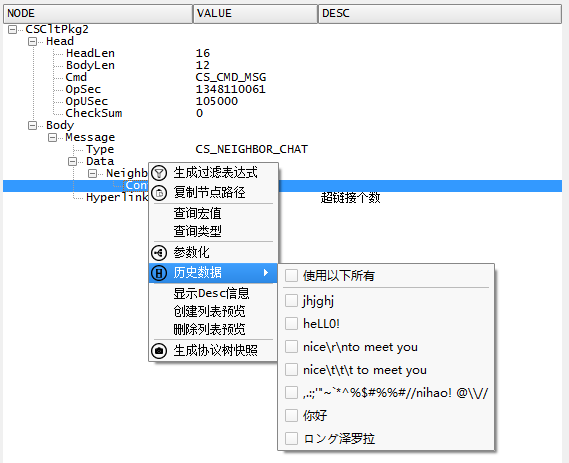 NODE VALUE DESC
CSCltPkg2
Head
HeadLen 16
BodyLen 12
Cmd CS_CMD_MSG
OpSec 1348110061
OpUSec 105000
CheckSum 0
Body
Message
Type CS_NEIGHBOR_CHAT
Data
Neighb
Con
Hyperlink 超链接个数
生成过滤表达式
复制节点路径
查询宏值
查询类型
参数化
历史数据
显示Desc信息
创建列表预览
删除列表预览
生成协议树快照
使用以下所有
jhjghj
heLL0!
nice\r\nto meet you
nice\t\t\t to meet you
,.:;'"~`*^%$#%%#//nihao! @\\//
你好
ロング泽罗拉